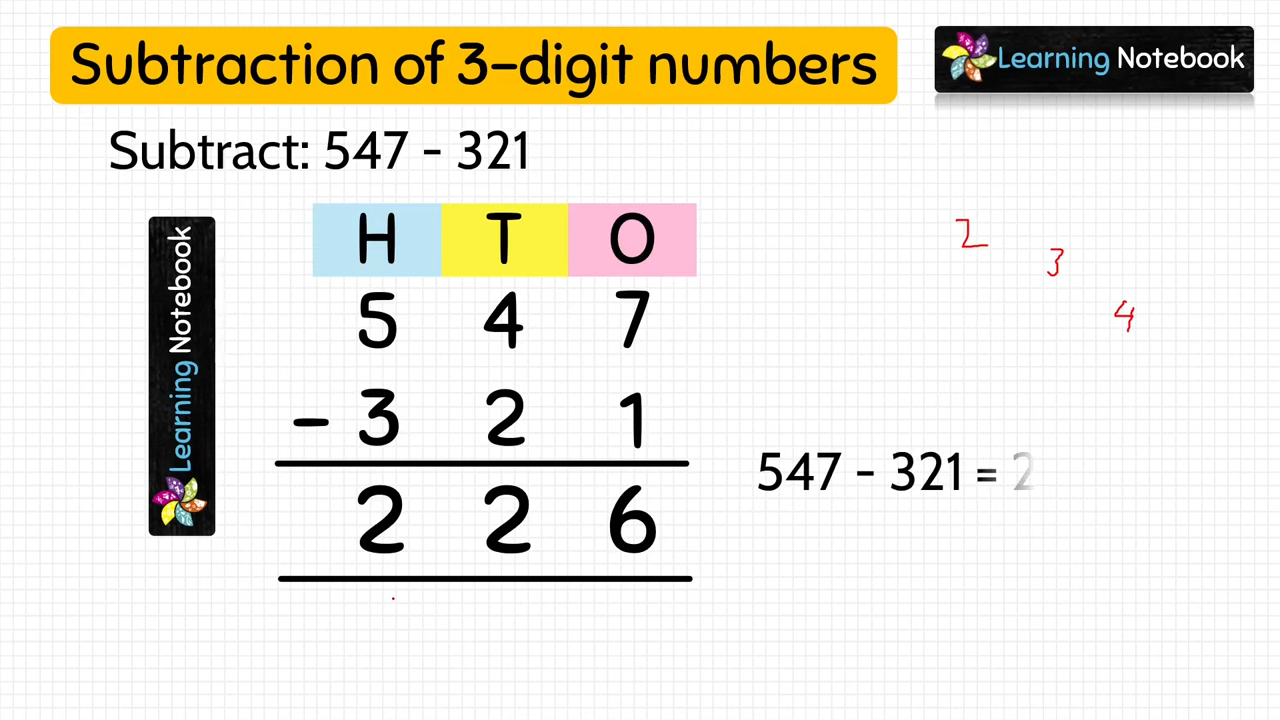 Subtraction of 3-digit numbers
Learning Notebook
Subtract: 547 - 321
Learning Notebook
H T O
5 4 7
- 3 2 1
2 2 6
2
3
4
547 - 321 = 2